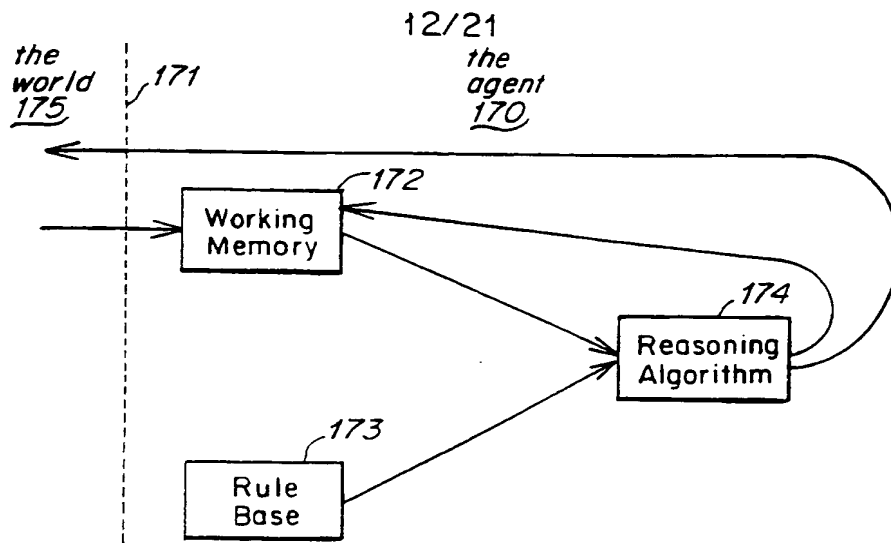 12/21
the
world
175
171
the
agent
170
172
Working
Memory
174
Reasoning
Algorithm
173
Rule
Base